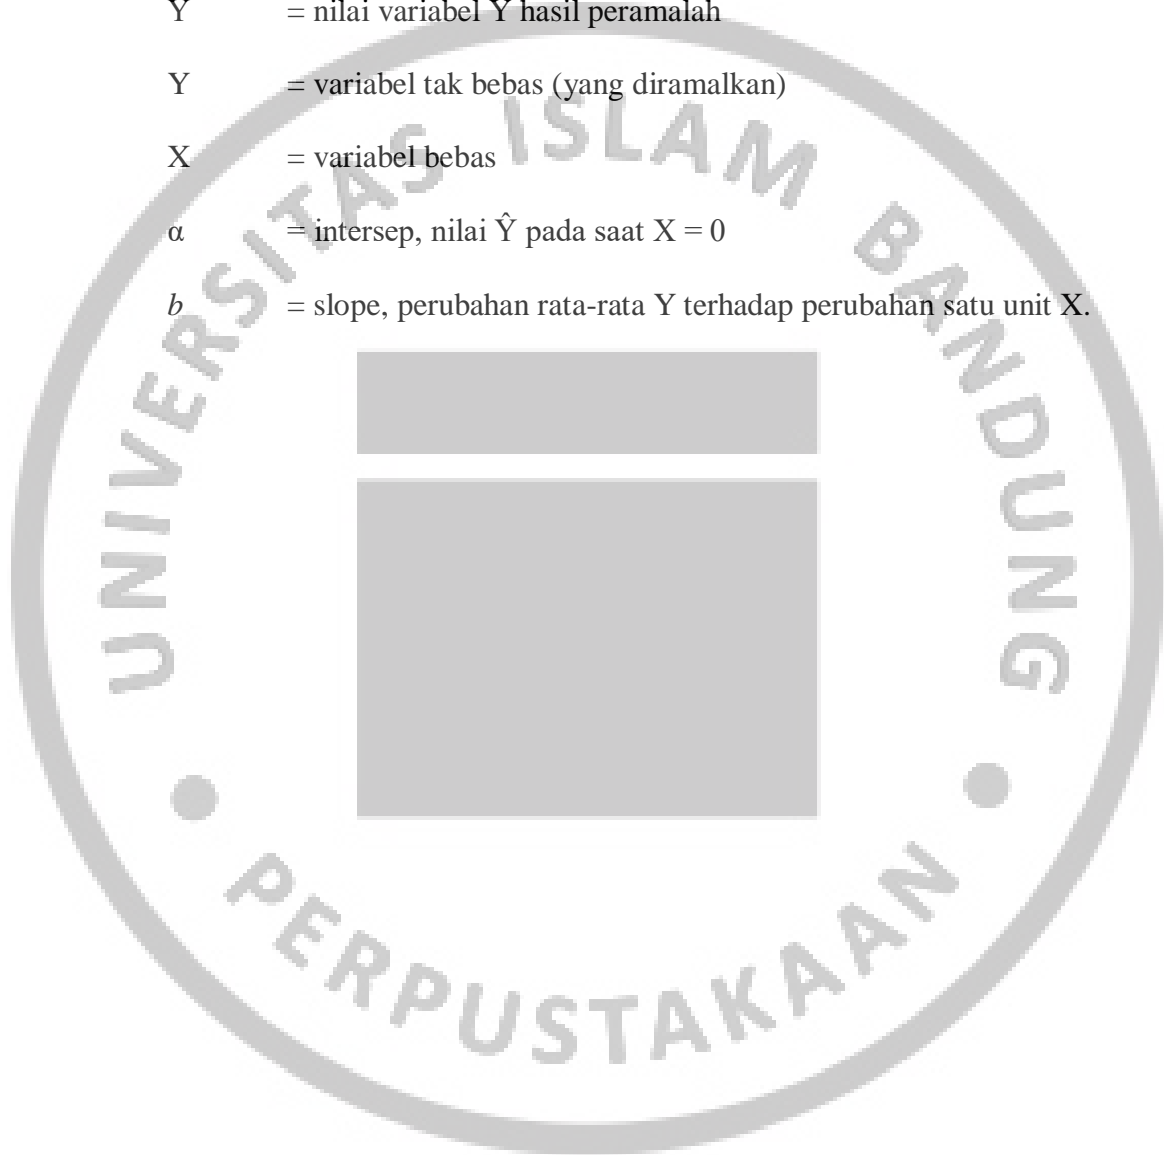 Y = nilai variabel Y hasil peramalah
Y = variabel tak bebas (yang diramalkan)
X = variabel bebas
α = intersep, nilai Ŷ pada saat X = 0
b = slope, perubahan rata-rata Y terhadap perubahan satu unit X.
UNIVERSITAS ISLAM BANDUNG
PERPUSTAKAAN